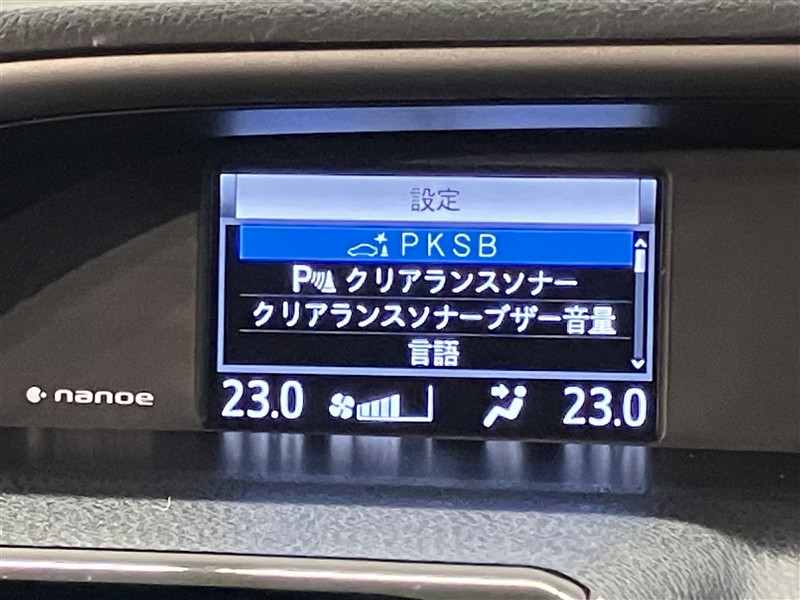 設定
PKSB
P クリアランスソナー
クリアランスソナーブザー音量
言語
23.0 23.0
nanoe